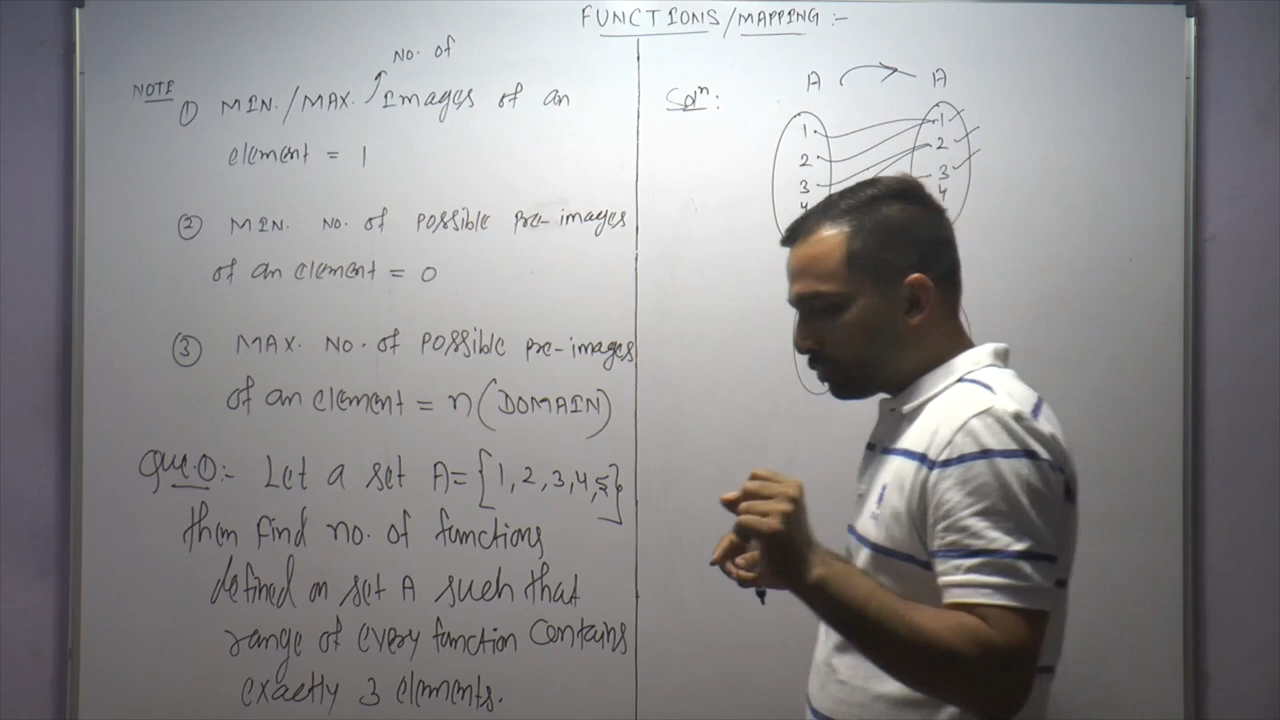 FUNCTIONS/MAPPING :-
NOTE
No. of
① MIN./MAX. Images of an
element = 1
② MIN. No. of possible pre-images
of an element = 0
③ MAX. No. of possible pre-images
of an element = n(DOMAIN)
Que.①:- Let a set A={1,2,3,4,5}
then find no. of functions
defined on set A such that
range of every function contains
exactly 3 elements.
Solⁿ:
A A
1 1
2 2
3 3
4 4